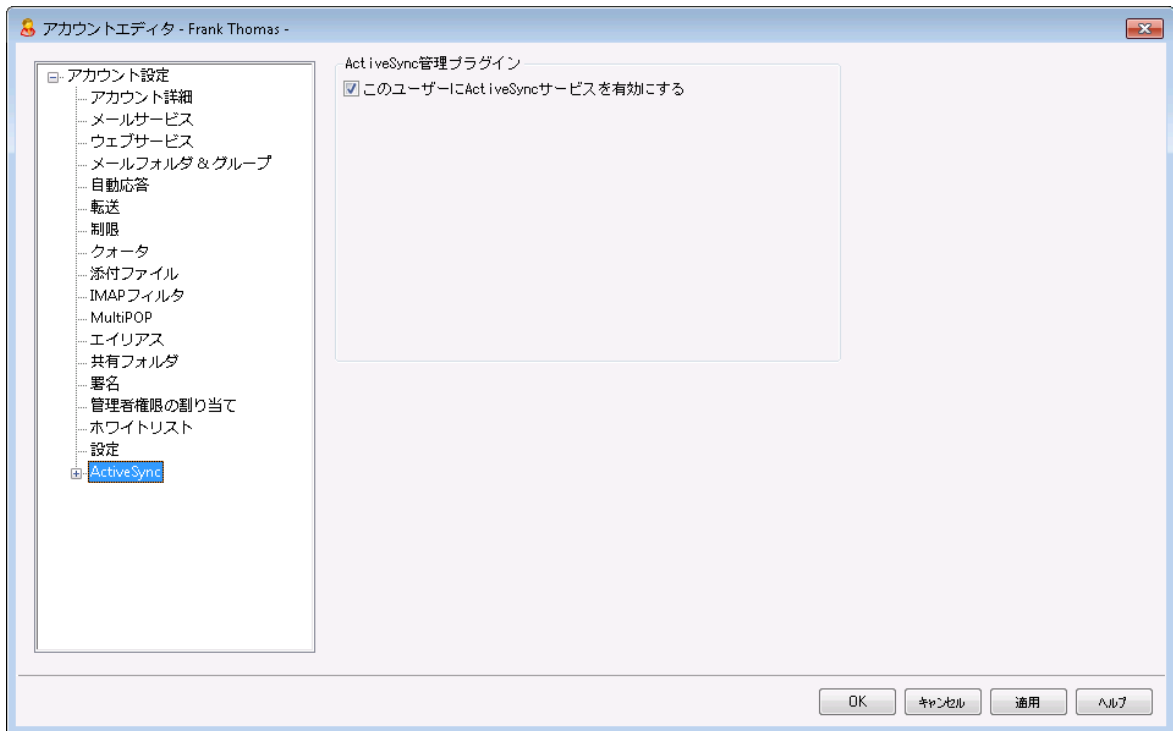 アカウントエディタ - Frank Thomas -
アカウント設定
アカウント詳細
メールサービス
ウェブサービス
メールフォルダ & グループ
自動応答
転送
制限
クォータ
添付ファイル
IMAPフィルタ
MultiPOP
エイリアス
共有フォルダ
署名
管理者権限の割り当て
ホワイトリスト
設定
ActiveSync
ActiveSync管理プラグイン
このユーザーにActiveSyncサービスを有効にする
OK
キャンセル
適用
ヘルプ